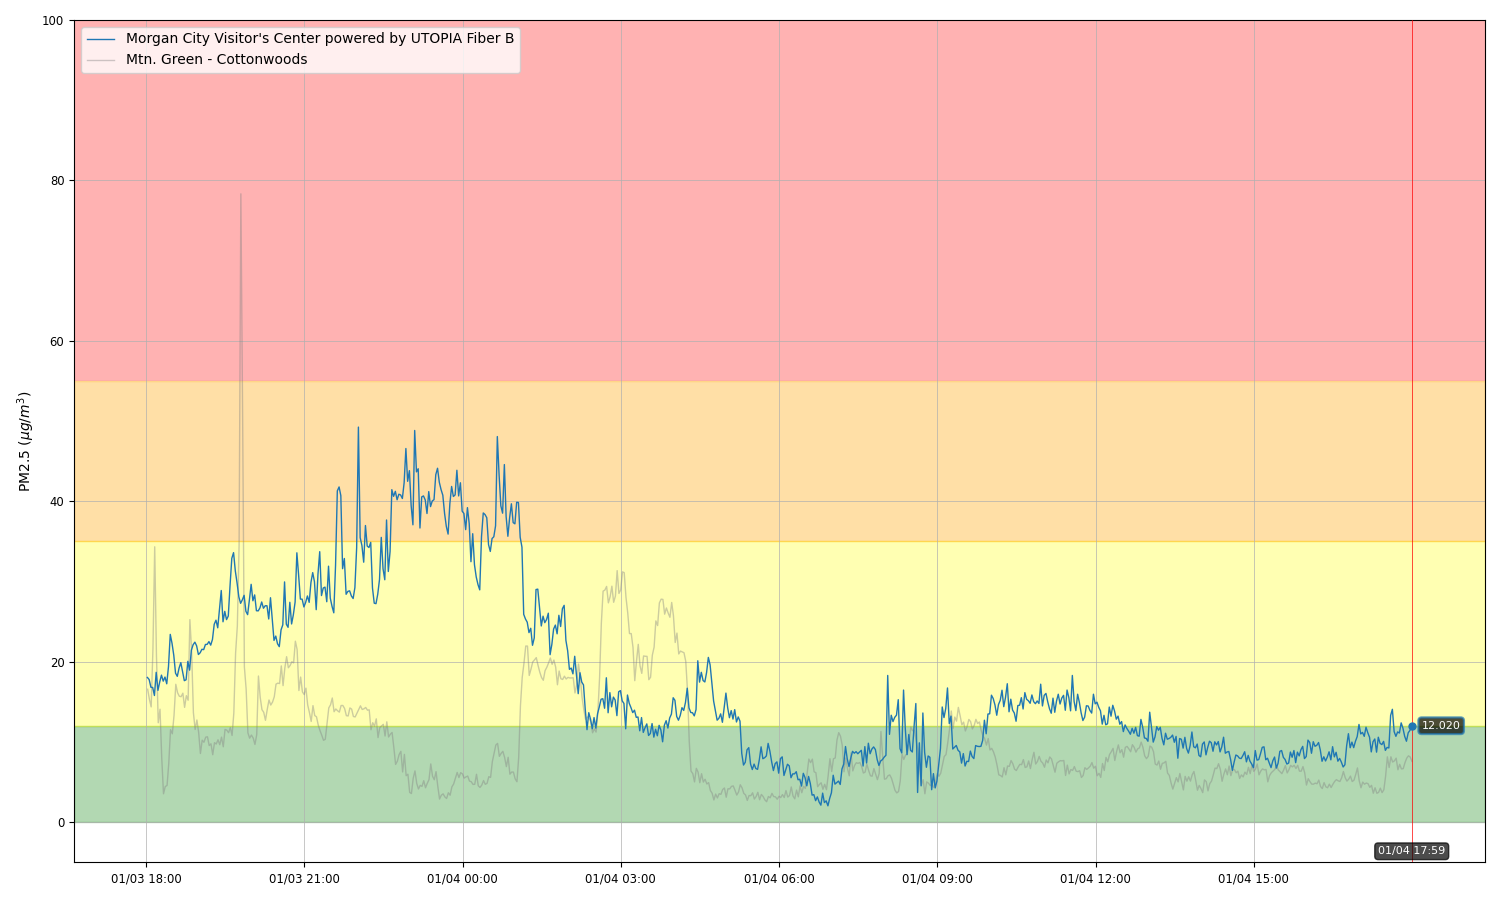 100
Morgan City Visitor's Center powered by UTOPIA Fiber B
Mtn. Green - Cottonwoods
80
60
PM2.5 (μg/m³)
40
20
12.020
0
01/04 17:59
01/03 18:00 01/03 21:00 01/04 00:00 01/04 03:00 01/04 06:00 01/04 09:00 01/04 12:00 01/04 15:00